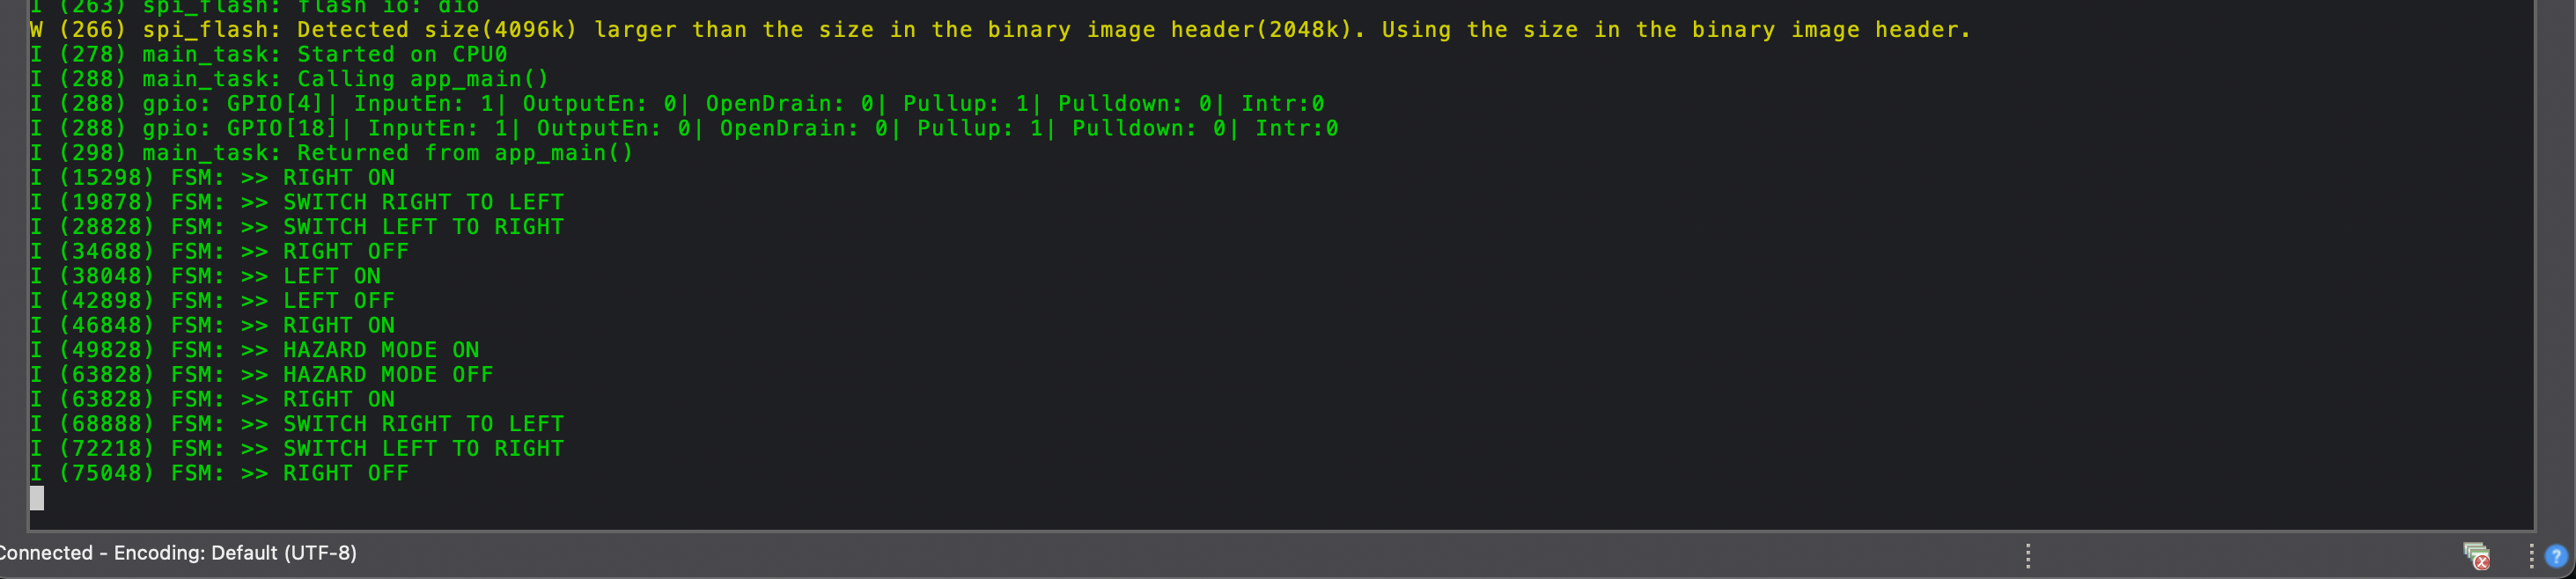 I (263) spi_flash: flash io: dio
W (266) spi_flash: Detected size(4096k) larger than the size in the binary image header(2048k). Using the size in the binary image header.
I (278) main_task: Started on CPU0
I (288) main_task: Calling app_main()
I (288) gpio: GPIO[4]| InputEn: 1| OutputEn: 0| OpenDrain: 0| Pullup: 1| Pulldown: 0| Intr:0
I (288) gpio: GPIO[18]| InputEn: 1| OutputEn: 0| OpenDrain: 0| Pullup: 1| Pulldown: 0| Intr:0
I (298) main_task: Returned from app_main()
I (15298) FSM: >> RIGHT ON
I (19878) FSM: >> SWITCH RIGHT TO LEFT
I (28828) FSM: >> SWITCH LEFT TO RIGHT
I (34688) FSM: >> RIGHT OFF
I (38048) FSM: >> LEFT ON
I (42898) FSM: >> LEFT OFF
I (46848) FSM: >> RIGHT ON
I (49828) FSM: >> HAZARD MODE ON
I (63828) FSM: >> HAZARD MODE OFF
I (63828) FSM: >> RIGHT ON
I (68888) FSM: >> SWITCH RIGHT TO LEFT
I (72218) FSM: >> SWITCH LEFT TO RIGHT
I (75048) FSM: >> RIGHT OFF
Connected - Encoding: Default (UTF-8)